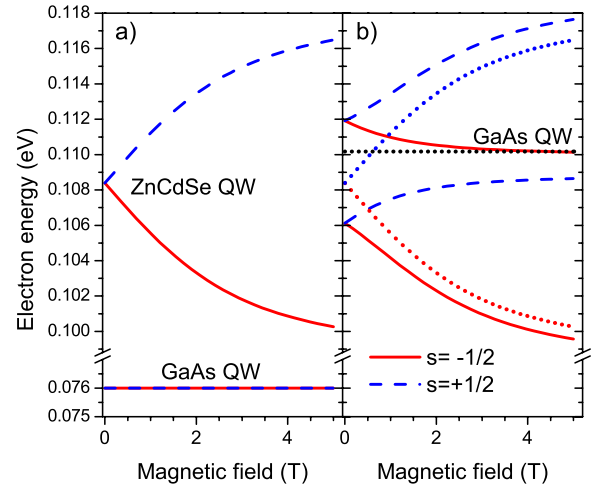 a)
b)
0.118
0.116
0.114
0.112
0.110
0.108
0.106
0.104
0.102
0.100
0.076
0.075
Electron energy (eV)
ZnCdSe QW
GaAs QW
GaAs QW
s= -1/2
s=+1/2
0 2 4 0 2 4
Magnetic field (T) Magnetic field (T)